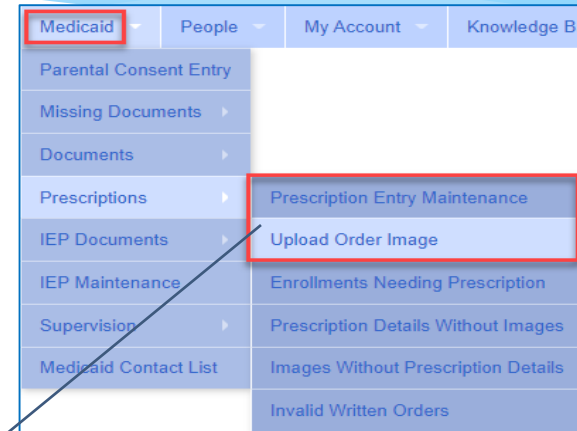 Medicaid People My Account Knowledge B
Parental Consent Entry
Missing Documents
Documents
Prescriptions
IEP Documents
IEP Maintenance
Supervision
Medicaid Contact List
Prescription Entry Maintenance
Upload Order Image
Enrollments Needing Prescription
Prescription Details Without Images
Images Without Prescription Details
Invalid Written Orders